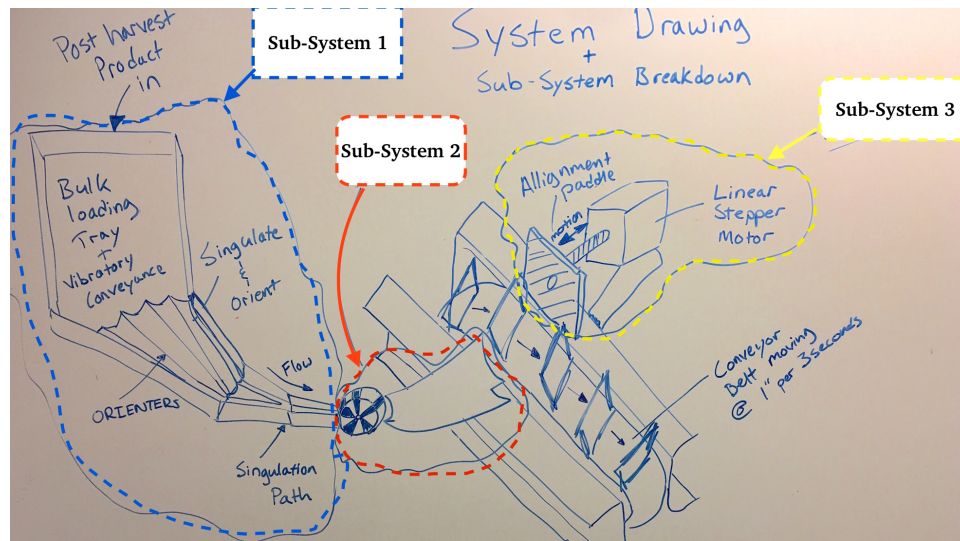 Post harvest
Product
in
Sub-System 1
System Drawing
+
Sub-System Breakdown
Sub-System 2
Sub-System 3
Bulk
loading
Tray
+
Vibratory
Conveyance
Singulate
&
Orient
Allignment
Paddle
motion
Linear
Stepper
Motor
Flow
ORIENTERS
Singulation
Path
Conveyor
Belt moving
@ 1" per 3 seconds